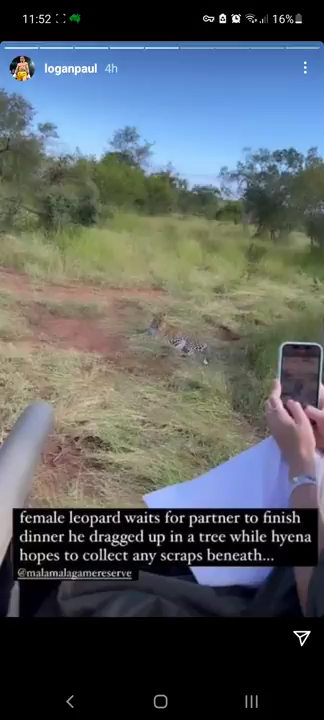 11:52
16%
loganpaul 4h
female leopard waits for partner to finish
dinner he dragged up in a tree while hyena
hopes to collect any scraps beneath...
@malamalagamereserve